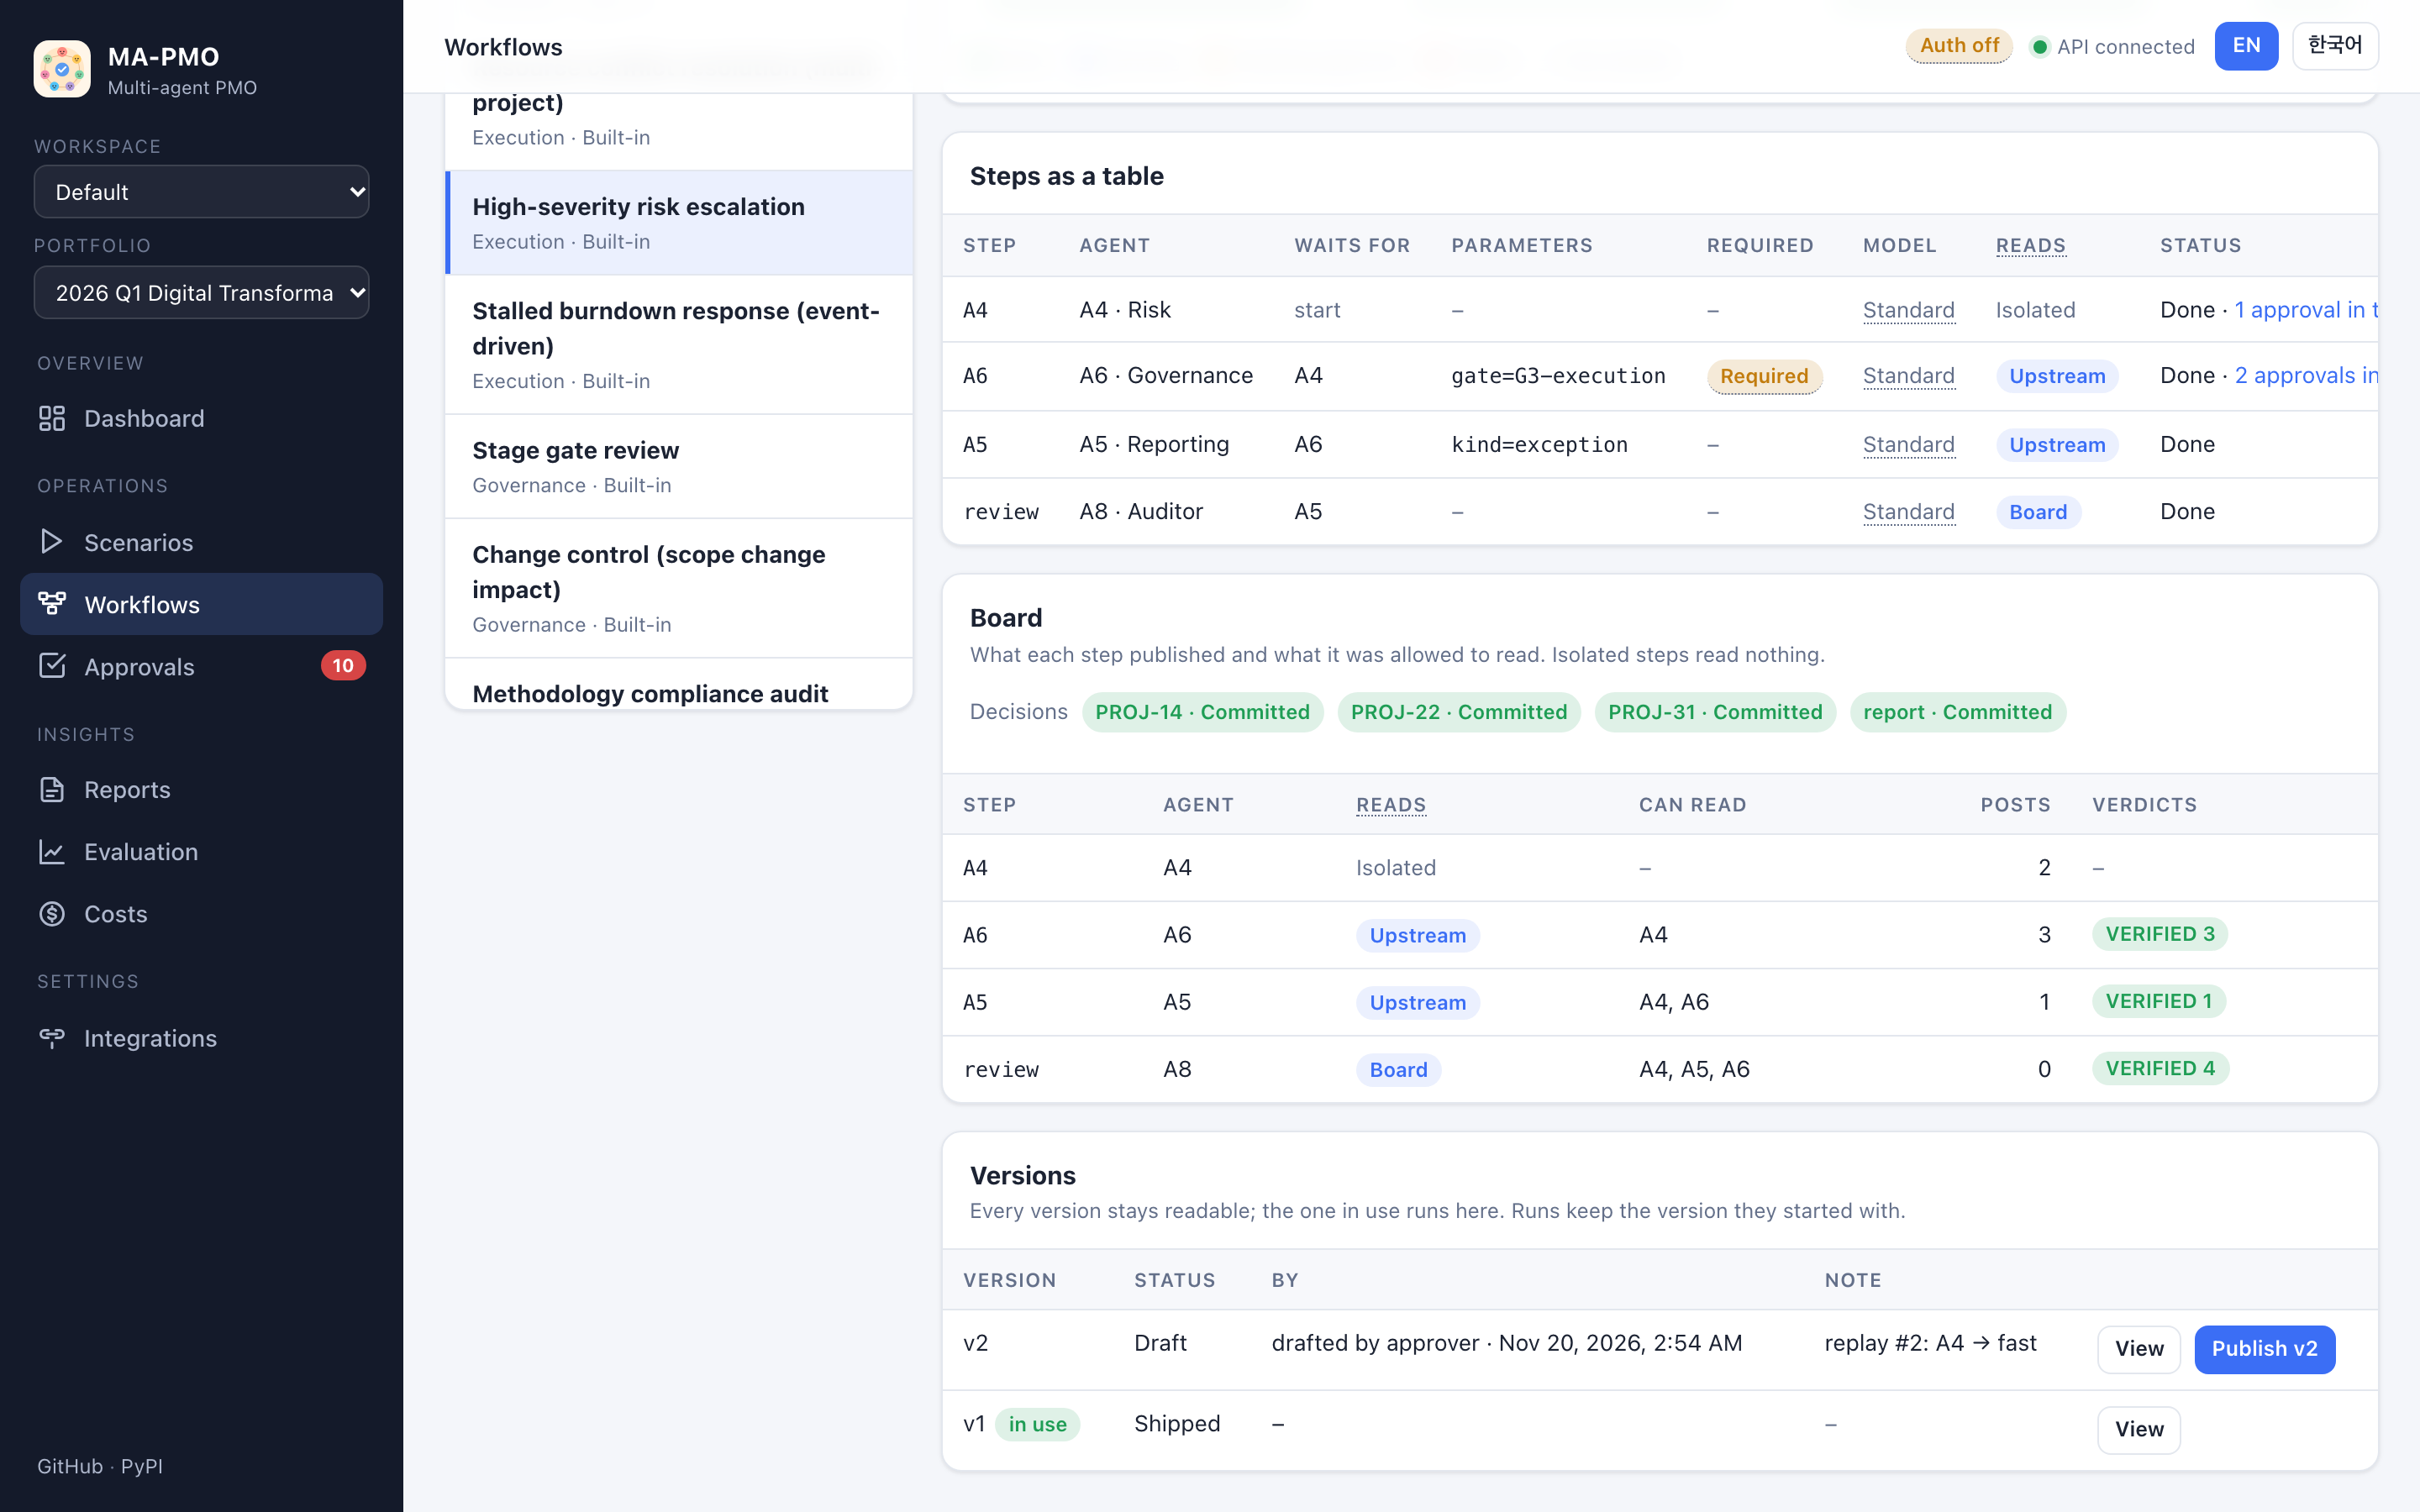 MA-PMO
Multi-agent PMO
WORKSPACE
Default
PORTFOLIO
2026 Q1 Digital Transforma
OVERVIEW
Dashboard
OPERATIONS
Scenarios
Workflows
Approvals 10
INSIGHTS
Reports
Evaluation
Costs
SETTINGS
Integrations
GitHub · PyPI
Workflows
Auth off
API connected
EN
한국어
project)
Execution · Built-in
High-severity risk escalation
Execution · Built-in
Stalled burndown response (event-
driven)
Execution · Built-in
Stage gate review
Governance · Built-in
Change control (scope change
impact)
Governance · Built-in
Methodology compliance audit
Steps as a table
STEP AGENT WAITS FOR PARAMETERS REQUIRED MODEL READS STATUS
A4 A4 · Risk start – – Standard Isolated Done · 1 approval in t
A6 A6 · Governance A4 gate=G3-execution Required Standard Upstream Done · 2 approvals in
A5 A5 · Reporting A6 kind=exception – Standard Upstream Done
review A8 · Auditor A5 – – Standard Board Done
Board
What each step published and what it was allowed to read. Isolated steps read nothing.
Decisions PROJ-14 · Committed PROJ-22 · Committed PROJ-31 · Committed report · Committed
STEP AGENT READS CAN READ POSTS VERDICTS
A4 A4 Isolated – 2 –
A6 A6 Upstream A4 3 VERIFIED 3
A5 A5 Upstream A4, A6 1 VERIFIED 1
review A8 Board A4, A5, A6 0 VERIFIED 4
Versions
Every version stays readable; the one in use runs here. Runs keep the version they started with.
VERSION STATUS BY NOTE
v2 Draft drafted by approver · Nov 20, 2026, 2:54 AM replay #2: A4 → fast View Publish v2
v1 in use Shipped – – View